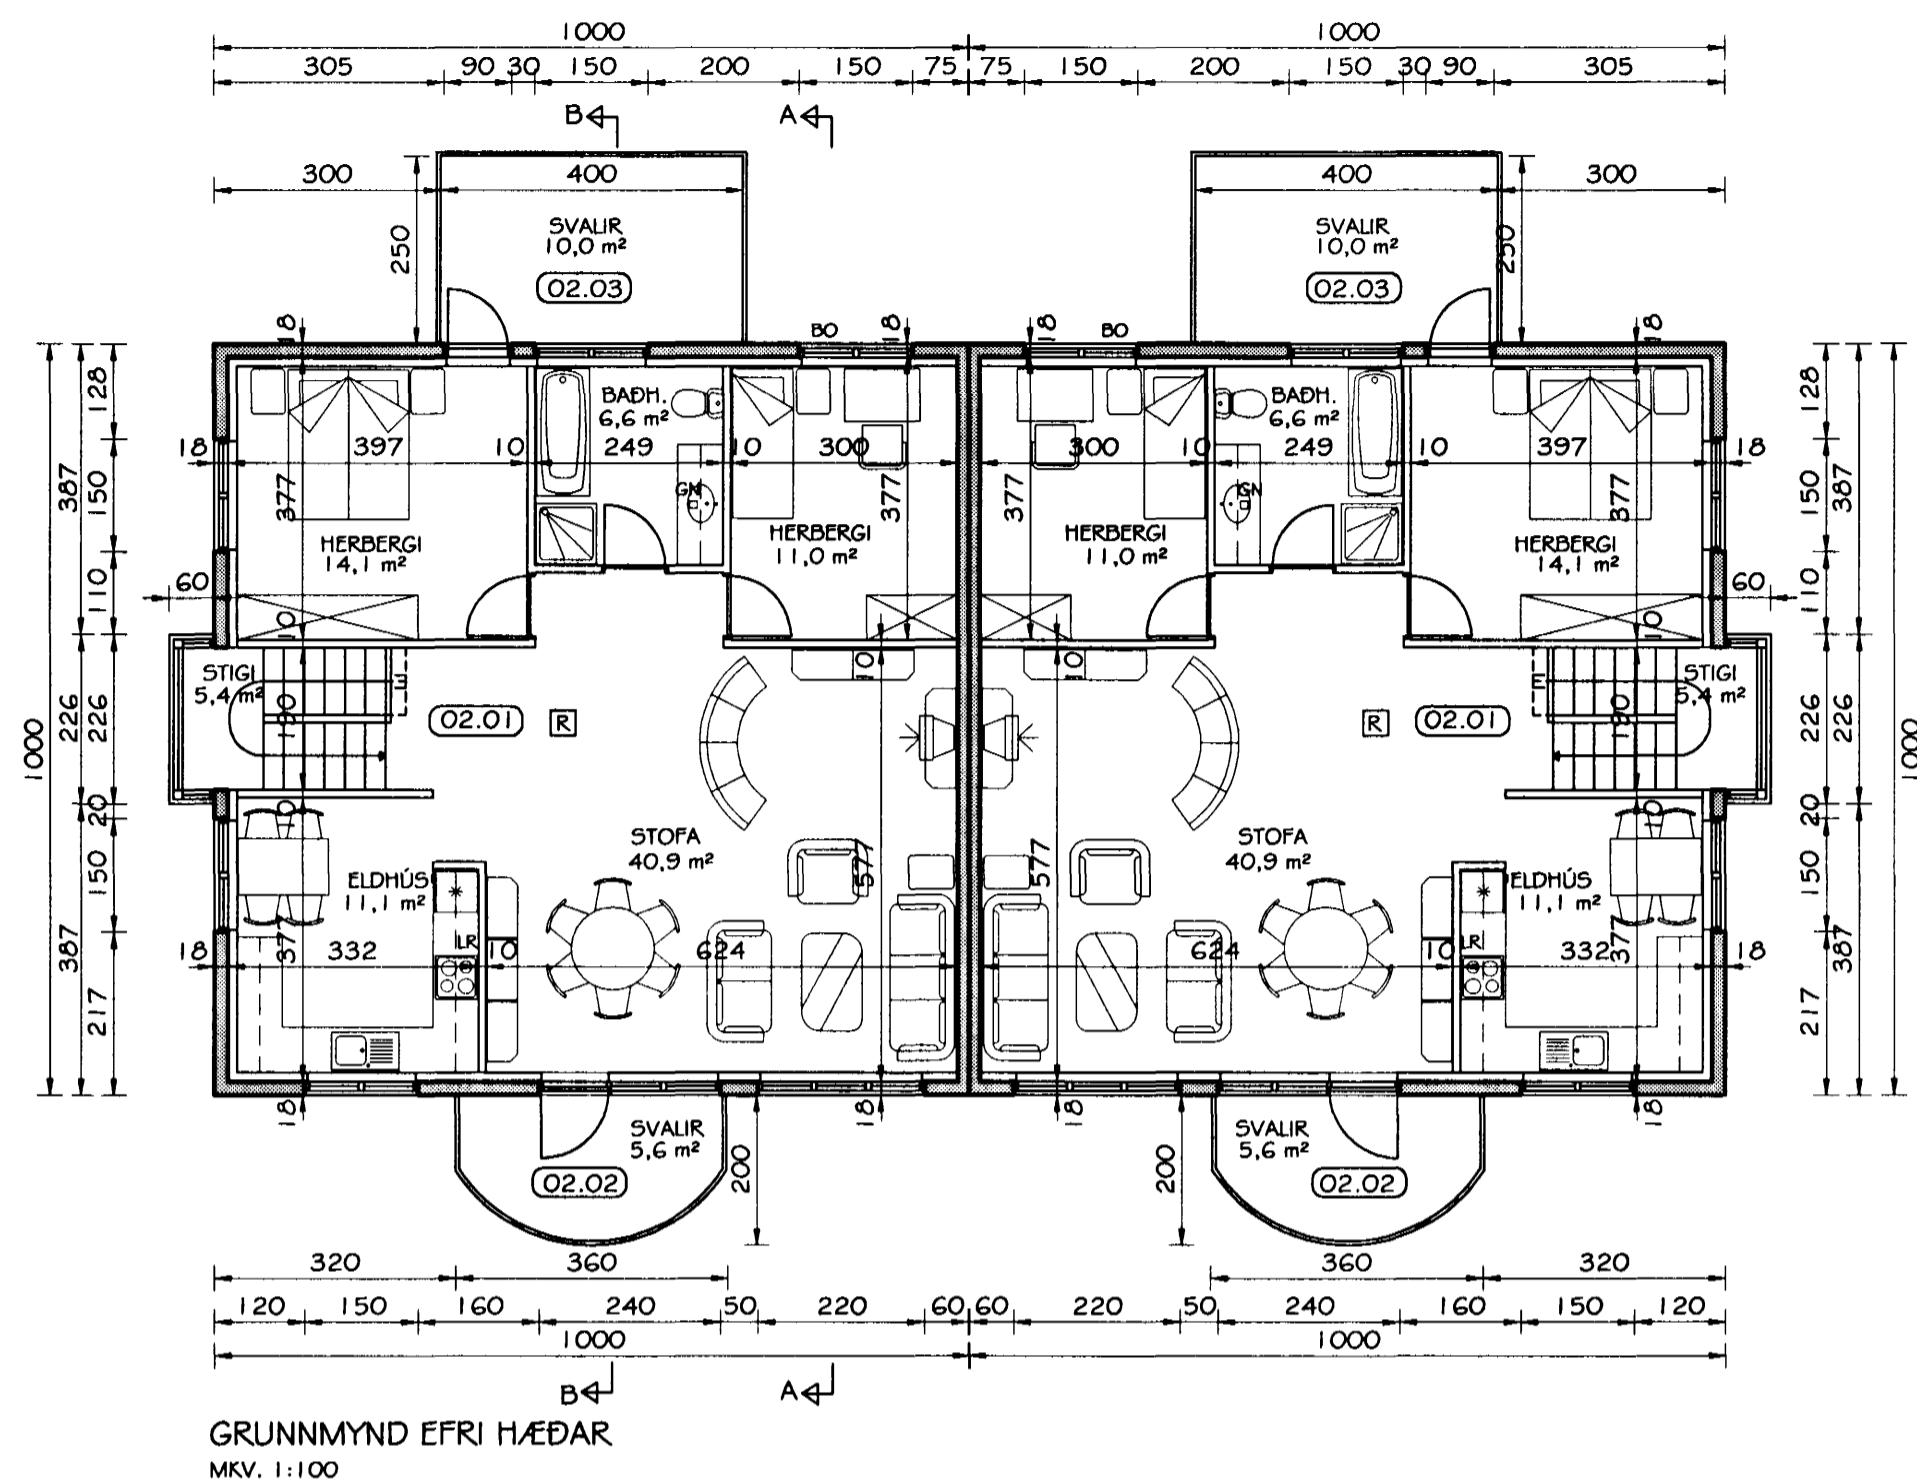 1000 1000
305 90 30 150 200 150 75 75 150 200 150 30 90 305
B A
300 400 400 300
250 250
SVALIR SVALIR
10,0 m² 10,0 m²
02.03 02.03
18 BO 18 18 BO 18
BAÐH. BAÐH.
6,6 m² 6,6 m²
18 397 10 249 10 300 300 10 249 10 397 18
128 128
387 150 377 GN 377 377 GN 377 150 387
HERBERGI HERBERGI HERBERGI HERBERGI
14,1 m² 11,0 m² 11,0 m² 14,1 m²
60 110 110 60
10 10 10 10
STIGI STIGI
5,4 m² E E 5,4 m²
1000 226 226 190 02.01 R R 02.01 190 226 226 1000
20 10 10 20
STOFA STOFA
40,9 m² 40,9 m²
577 577
150 ELDHÚS ELDHÚS 150
11,1 m² 11,1 m²
387 377 LR LR 377 387
18 332 10 624 624 10 332 18
217 217
18 18 18 18
SVALIR SVALIR
5,6 m² 5,6 m²
200 200
02.02 02.02
320 360 360 320
120 150 160 240 50 220 60 60 220 50 240 160 150 120
1000 1000
B A
GRUNNMYND EFRI HÆÐAR
MKV. 1:100